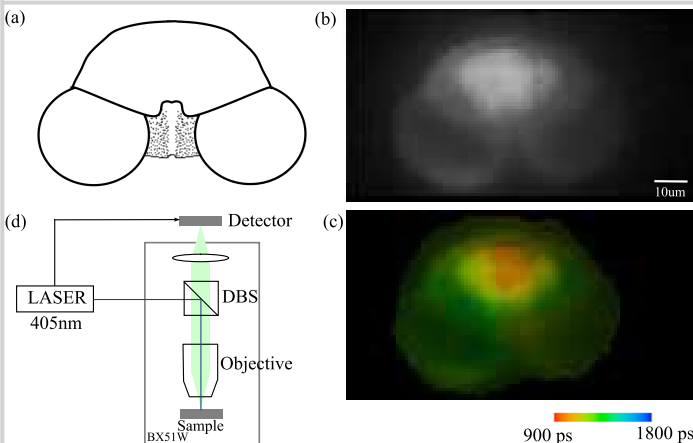 (a)
(b)
10um
(d)
Detector
LASER
405nm
DBS
Objective
Sample
BX51W
(c)
900 ps
1800 ps